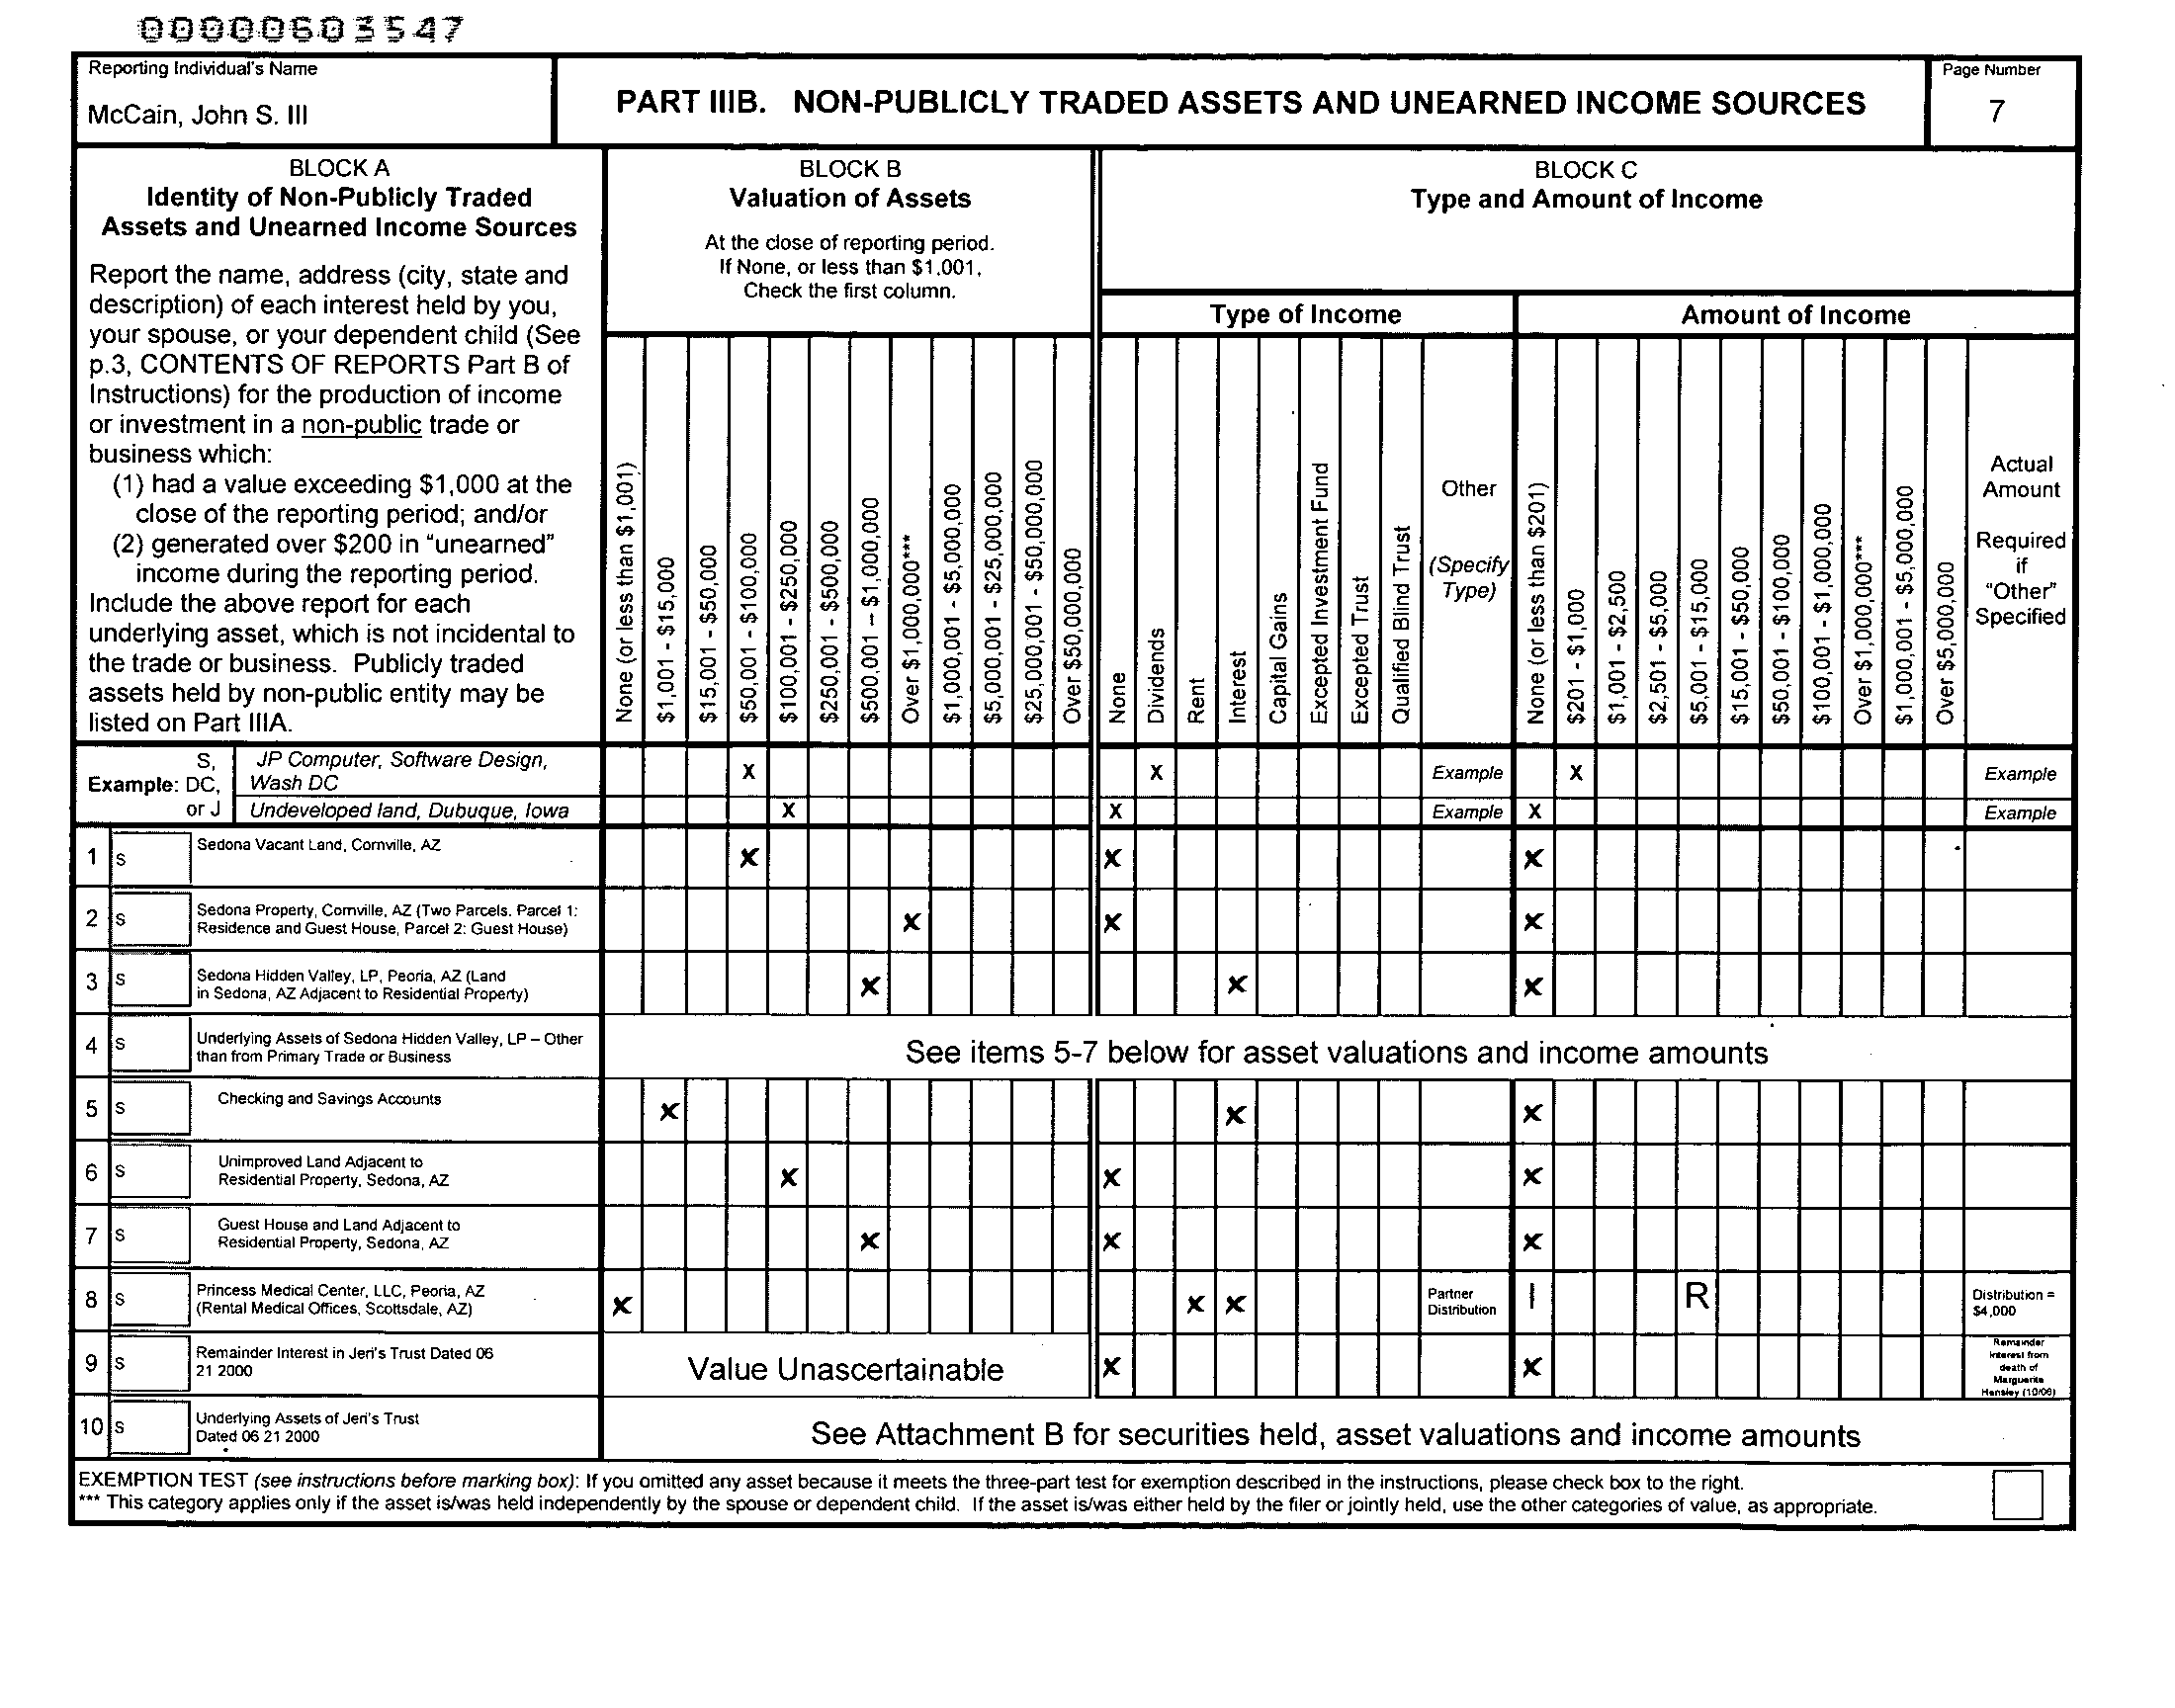 00000603547
Reporting Individual's Name
McCain, John S. III
PART IIIB. NON-PUBLICLY TRADED ASSETS AND UNEARNED INCOME SOURCES
Page Number
7
BLOCK A
Identity of Non-Publicly Traded
Assets and Unearned Income Sources
Report the name, address (city, state and
description) of each interest held by you,
your spouse, or your dependent child (See
p.3, CONTENTS OF REPORTS Part B of
Instructions) for the production of income
or investment in a non-public trade or
business which:
(1) had a value exceeding $1,000 at the
close of the reporting period; and/or
(2) generated over $200 in “unearned”
income during the reporting period.
Include the above report for each
underlying asset, which is not incidental to
the trade or business. Publicly traded
assets held by non-public entity may be
listed on Part IIIA.
BLOCK B
Valuation of Assets
At the close of reporting period.
If None, or less than $1,001,
Check the first column.
None (or less than $1,001)
$1,001 - $15,000
$15,001 - $50,000
$50,001 - $100,000
$100,001 - $250,000
$250,001 - $500,000
$500,001 – $1,000,000
Over $1,000,000***
$1,000,001 - $5,000,000
$5,000,001 - $25,000,000
$25,000,001 - $50,000,000
Over $50,000,000
BLOCK C
Type and Amount of Income
Type of Income
None
Dividends
Rent
Interest
Capital Gains
Excepted Investment Fund
Excepted Trust
Qualified Blind Trust
Other
(Specify
Type)
Amount of Income
None (or less than $201)
$201 - $1,000
$1,001 - $2,500
$2,501 - $5,000
$5,001 - $15,000
$15,001 - $50,000
$50,001 - $100,000
$100,001 - $1,000,000
Over $1,000,000***
$1,000,001 - $5,000,000
Over $5,000,000
Actual
Amount
Required
if
“Other”
Specified
Example: S, DC, or J
JP Computer, Software Design,
Wash DC
X X Example X Example
Undeveloped land, Dubuque, Iowa X X Example X Example
1 S Sedona Vacant Land, Cornville, AZ X X X
2 S Sedona Property, Cornville, AZ (Two Parcels. Parcel 1:
Residence and Guest House, Parcel 2: Guest House) X X X
3 S Sedona Hidden Valley, LP, Peoria, AZ (Land
in Sedona, AZ Adjacent to Residential Property) X X X
4 S Underlying Assets of Sedona Hidden Valley, LP – Other
than from Primary Trade or Business
See items 5-7 below for asset valuations and income amounts
5 S Checking and Savings Accounts X X X
6 S Unimproved Land Adjacent to
Residential Property, Sedona, AZ X X X
7 S Guest House and Land Adjacent to
Residential Property, Sedona, AZ X X X
8 S Princess Medical Center, LLC, Peoria, AZ
(Rental Medical Offices, Scottsdale, AZ) X X X
Partner
Distribution
I R
Distribution =
$4,000
9 S Remainder Interest in Jeri's Trust Dated 06
21 2000
Value Unascertainable X X
Remainder
Interest from
death of
Marguerite
Hensley (10/06)
10 S Underlying Assets of Jeri's Trust
Dated 06 21 2000
See Attachment B for securities held, asset valuations and income amounts
EXEMPTION TEST (see instructions before marking box): If you omitted any asset because it meets the three-part test for exemption described in the instructions, please check box to the right.
*** This category applies only if the asset is/was held independently by the spouse or dependent child. If the asset is/was either held by the filer or jointly held, use the other categories of value, as appropriate.